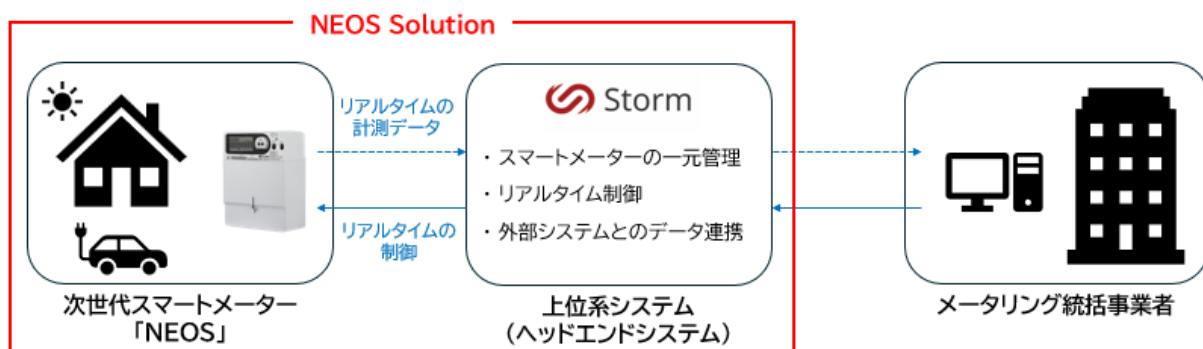 NEOS Solution
リアルタイムの
計測データ
リアルタイムの
制御
次世代スマートメーター
「NEOS」
Storm
・スマートメーターの一元管理
・リアルタイム制御
・外部システムとのデータ連携
上位系システム
（ヘッドエンドシステム）
メータリング統括事業者